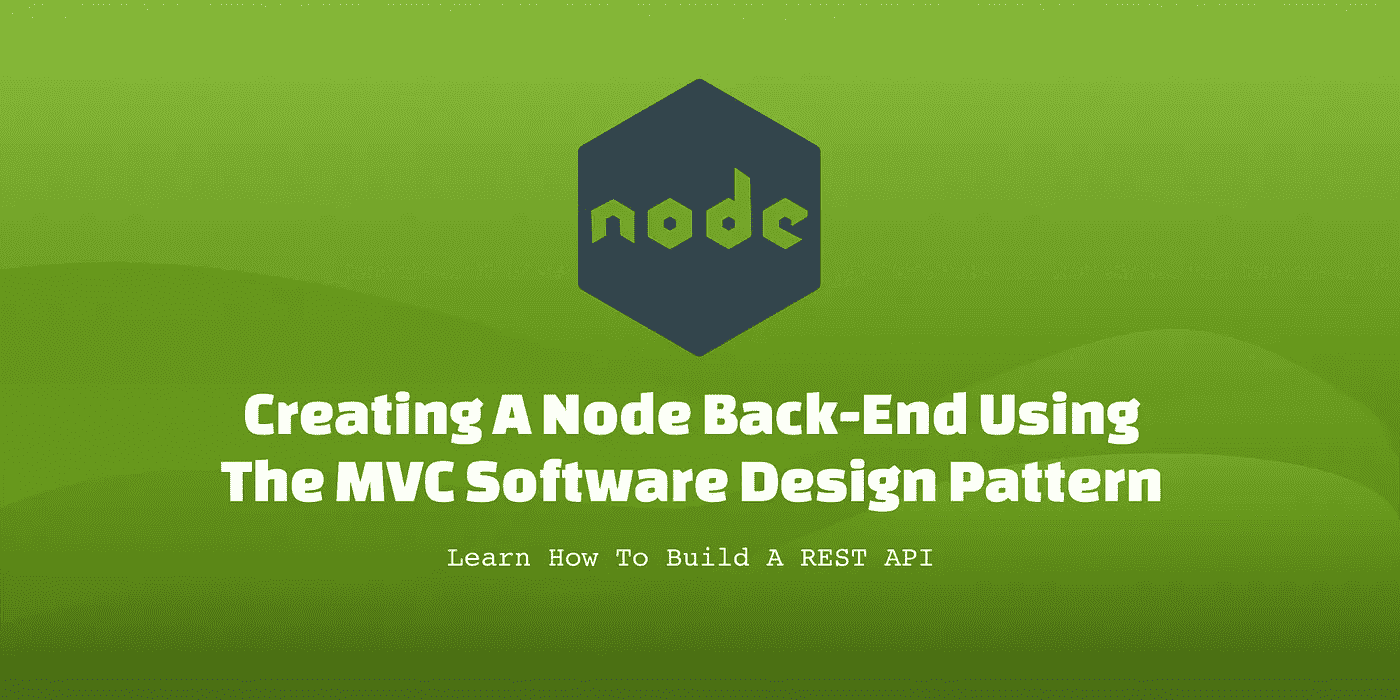 node
Creating A Node Back-End Using
The MVC Software Design Pattern
Learn How To Build A REST API